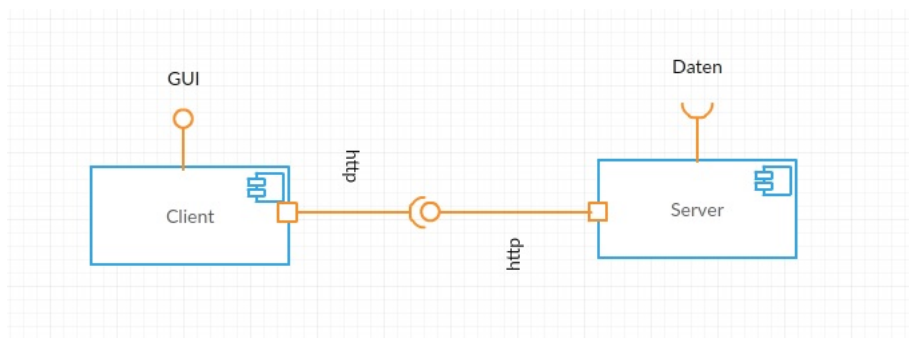 GUI
Daten
http
Client
Server
http